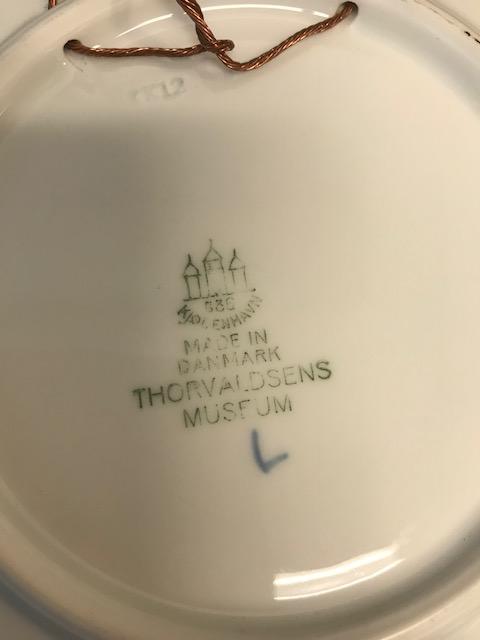 B&G
KJØBENHAVN
MADE IN
DANMARK
THORVALDSENS
MUSEUM
L